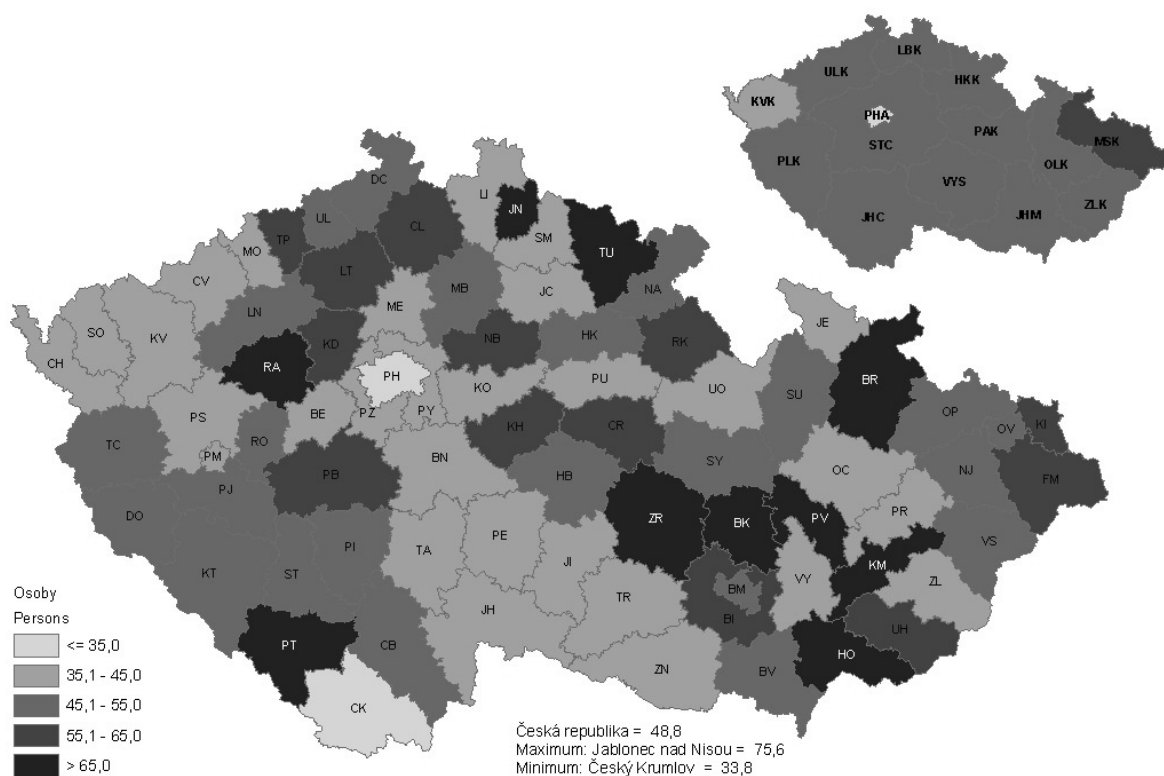 LBK
ULK
HKK
KVK
PHA
PAK
MSK
STC
PLK
OLK
VYS
ZLK
JHC
JHM
DC
LI
JN
UL
CL
SM
TP
TU
MO
LT
CV
MB
JC
NA
ME
LN
SO
KV
KD
NB
HK
RK
JE
CH
RA
PH
KO
PU
UO
BR
SU
PS
BE
PZ
PY
OP
KI
TC
RO
KH
CR
OV
PM
BN
SY
PB
HB
OC
NJ
FM
PJ
DO
ZR
BK
PV
PR
PI
TA
PE
VS
KT
ST
JI
VY
KM
ZL
BM
TR
JH
BI
UH
PT
CB
HO
ZN
BV
CK
Osoby
Persons
<= 35,0
35,1 - 45,0
45,1 - 55,0
55,1 - 65,0
> 65,0
Česká republika = 48,8
Maximum: Jablonec nad Nisou = 75,6
Minimum: Český Krumlov = 33,8